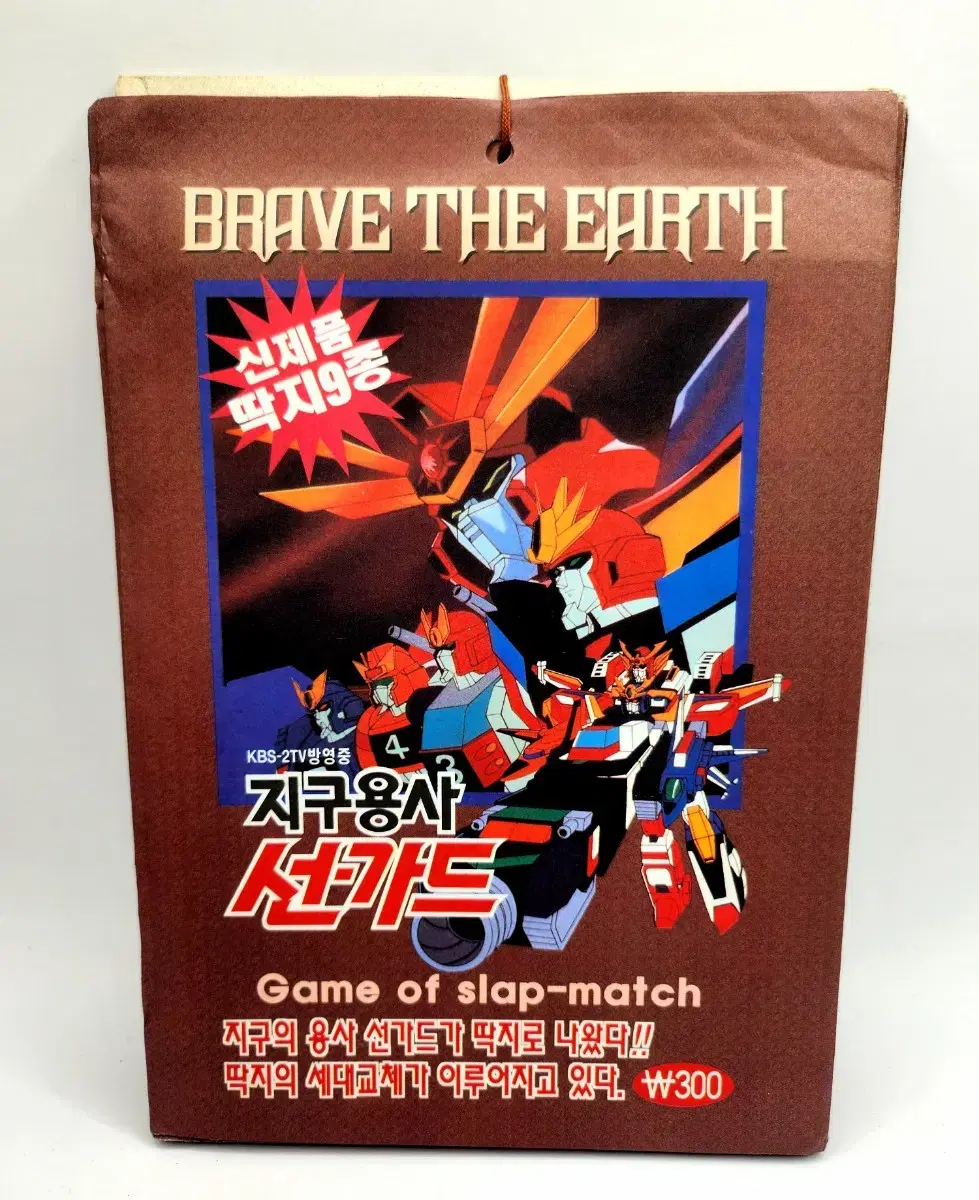 BRAVE THE EARTH
신제품
딱지9종
4
3
KBS-2TV방영중
지구용사
선가드
Game of slap-match
지구의 용사 선가드가 딱지로 나왔다!!
딱지의 세대교체가 이루어지고 있다. ₩300